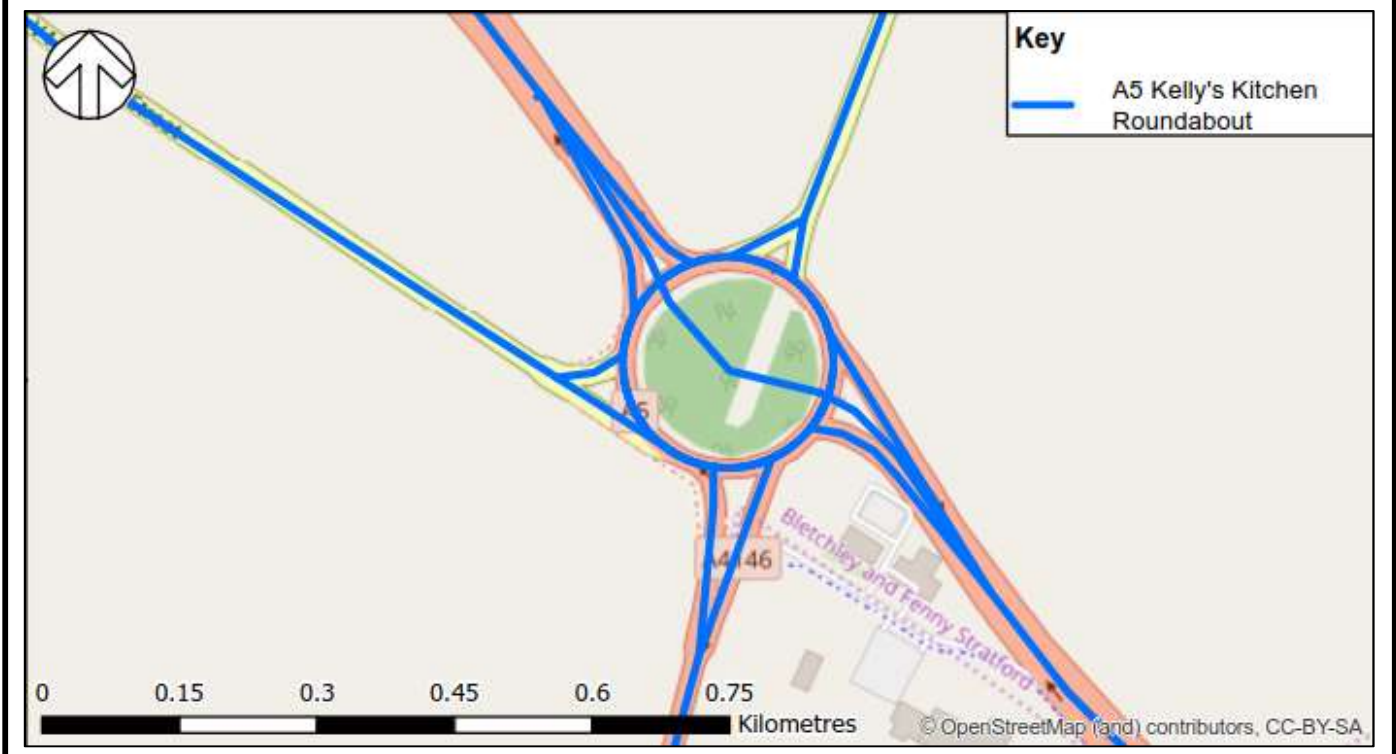 Key
A5 Kelly's Kitchen
Roundabout
A5
A4146
Bletchley and Fenny Stratford
0 0.15 0.3 0.45 0.6 0.75
Kilometres
© OpenStreetMap (and) contributors, CC-BY-SA